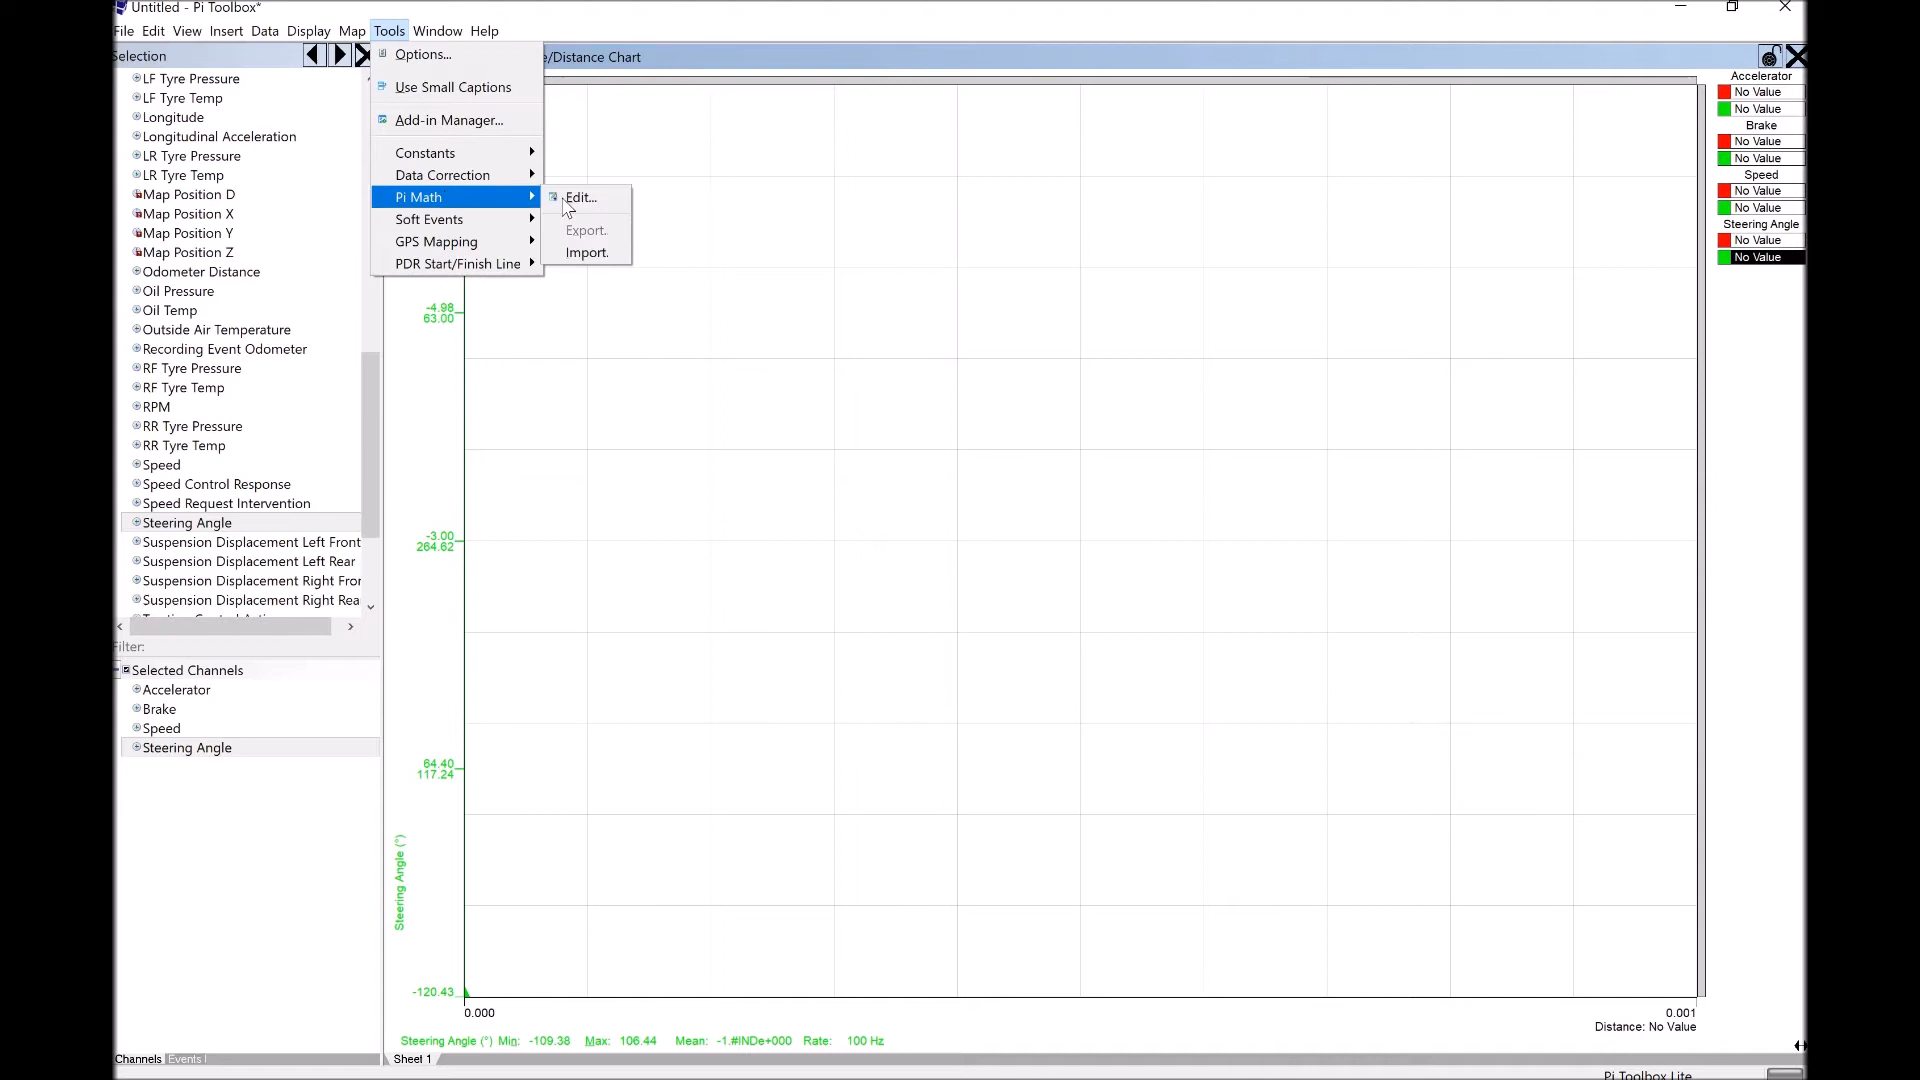 Untitled - Pi Toolbox*
File Edit View Insert Data Display Map Tools Window Help
Selection
LF Tyre Pressure
LF Tyre Temp
Longitude
Longitudinal Acceleration
LR Tyre Pressure
LR Tyre Temp
Map Position D
Map Position X
Map Position Y
Map Position Z
Odometer Distance
Oil Pressure
Oil Temp
Outside Air Temperature
Recording Event Odometer
RF Tyre Pressure
RF Tyre Temp
RPM
RR Tyre Pressure
RR Tyre Temp
Speed
Speed Control Response
Speed Request Intervention
Steering Angle
Suspension Displacement Left Front
Suspension Displacement Left Rear
Suspension Displacement Right Fror
Suspension Displacement Right Rea
Filter:
Selected Channels
Accelerator
Brake
Speed
Steering Angle
Channels Events
Options...
Use Small Captions
Add-in Manager...
Constants
Data Correction
Pi Math
Soft Events
GPS Mapping
PDR Start/Finish Line
Edit...
Export.
Import.
e/Distance Chart
-4.98
63.00
-3.00
264.62
64.40
117.24
Steering Angle (°)
-120.43
0.000
0.001
Distance: No Value
Steering Angle (°) Min: -109.38 Max: 106.44 Mean: -1.#INDe+000 Rate: 100 Hz
Sheet 1
Accelerator
No Value
No Value
Brake
No Value
No Value
Speed
No Value
No Value
Steering Angle
No Value
No Value
Pi Toolbox Lite